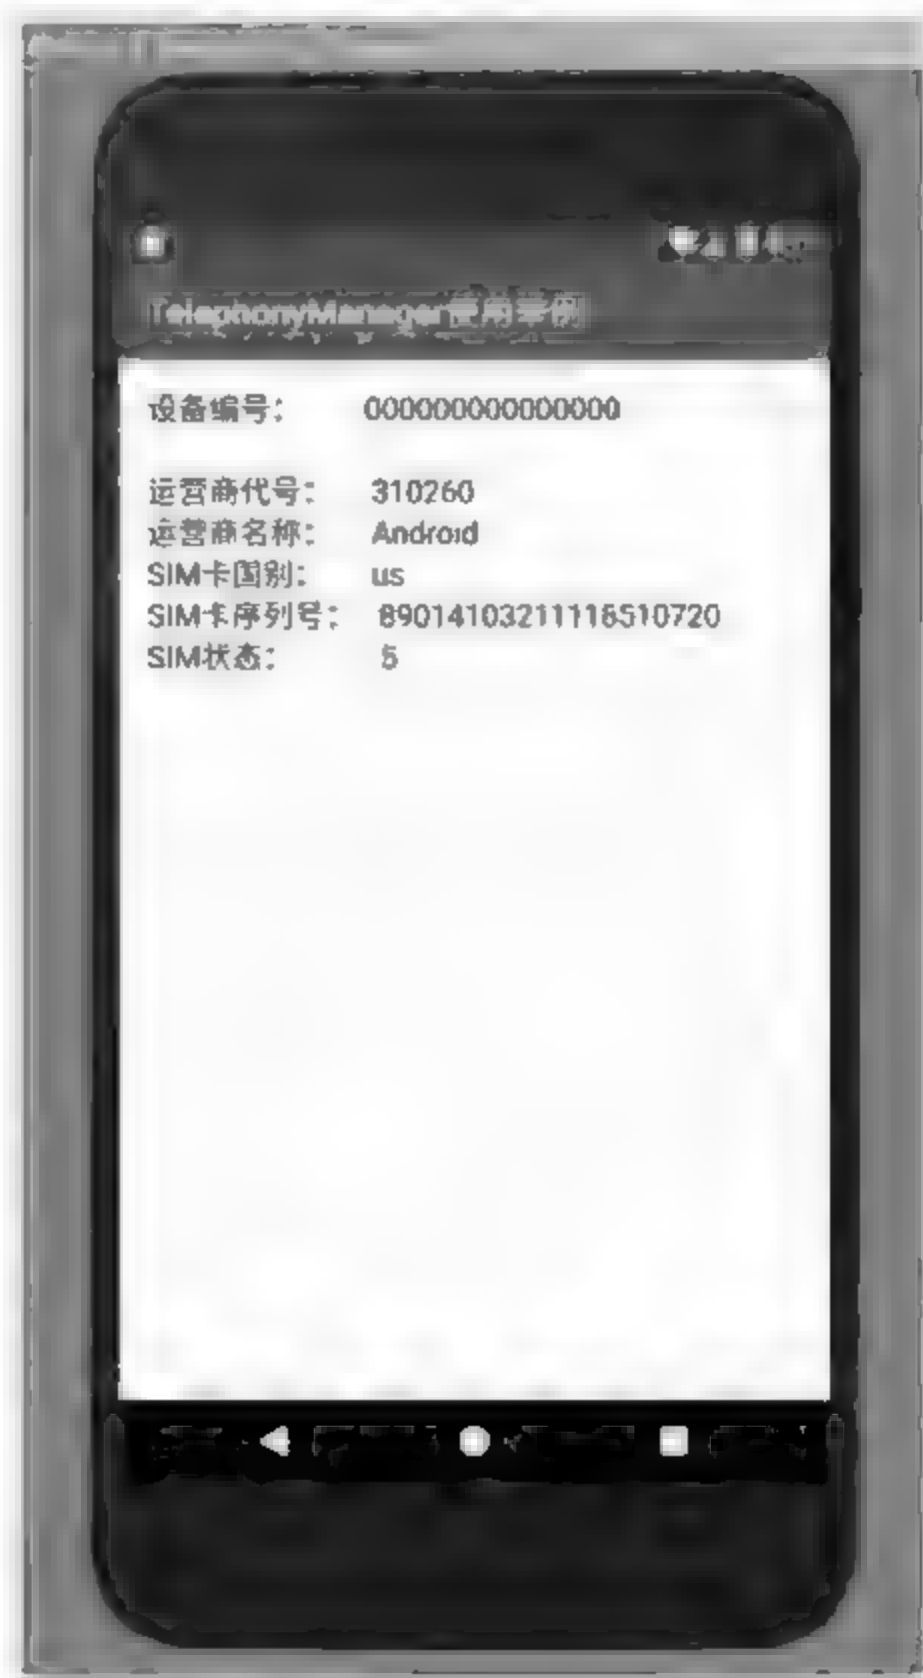 TelephonyManager使用举例
设备编号： 000000000000000
运营商代号： 310260
运营商名称： Android
SIM卡国别： us
SIM卡序列号： 89014103211118510720
SIM状态： 5